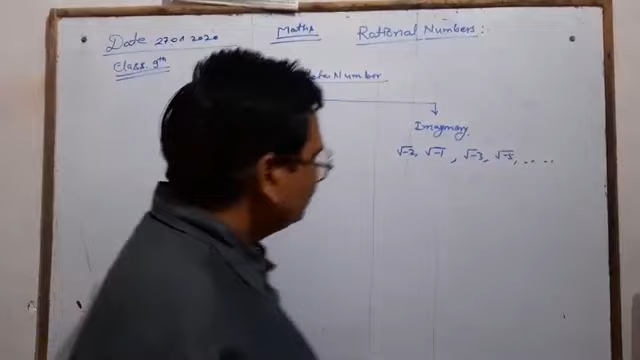 Date 27.01.2020 Maths Rational Numbers:
Class. 9th
Number
Imaginary.
√-2, √-1, √-3, √-5, .. ..